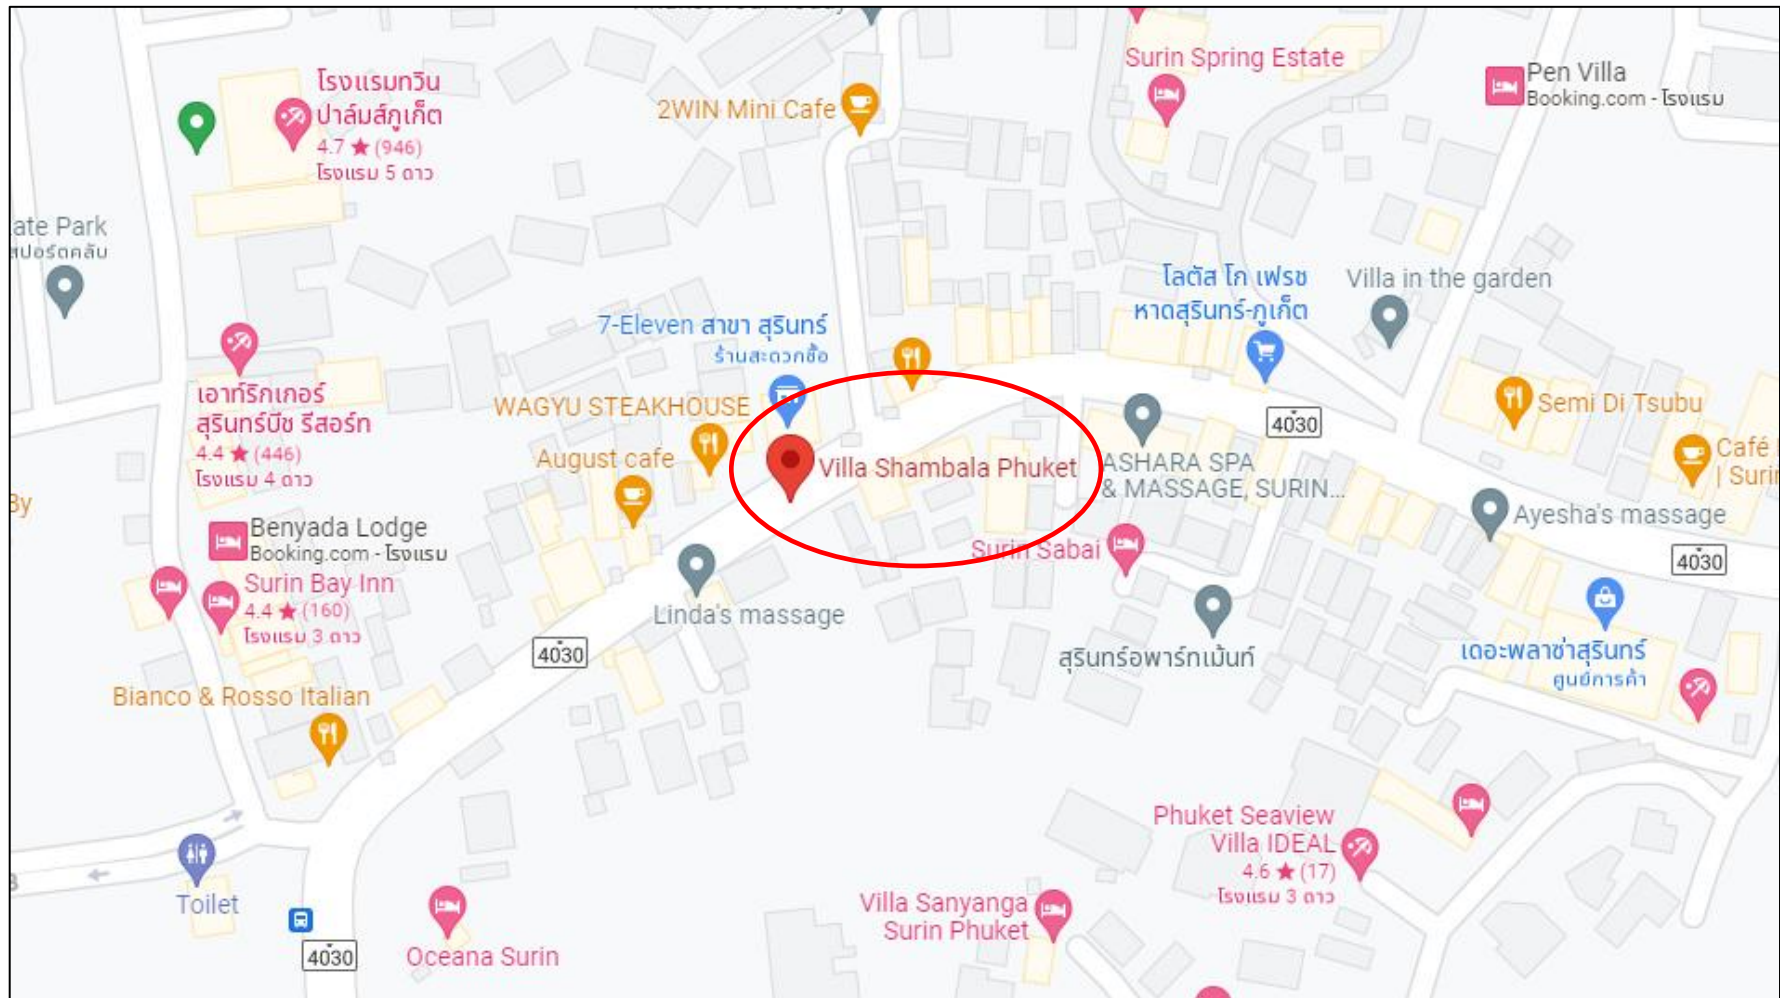 Surin Spring Estate
Pen Villa
Booking.com - โรงแรม
โรงแรมทวิน
ปาล์มส์ภูเก็ต
4.7 ★ (946)
โรงแรม 5 ดาว
2WIN Mini Cafe
ate Park
สปอร์ตคลับ
โลตัส โก เฟรช
หาดสุรินทร์-ภูเก็ต
Villa in the garden
7-Eleven สาขา สุรินทร์
ร้านสะดวกซื้อ
เอาท์ริกเกอร์
สุรินทร์บีช รีสอร์ท
4.4 ★ (446)
โรงแรม 4 ดาว
WAGYU STEAKHOUSE
August cafe
Villa Shambala Phuket
ASHARA SPA
& MASSAGE, SURIN...
4030
Semi Di Tsubu
Café
| Surin
By
Benyada Lodge
Booking.com - โรงแรม
Surin Bay Inn
4.4 ★ (160)
โรงแรม 3 ดาว
Surin Sabai
Ayesha's massage
4030
Linda's massage
4030
สุรินทร์อพาร์ทเม้นท์
เดอะพลาซ่าสุรินทร์
ศูนย์การค้า
Bianco & Rosso Italian
Phuket Seaview
Villa IDEAL
4.6 ★ (17)
โรงแรม 3 ดาว
Toilet
Villa Sanyanga
Surin Phuket
4030
Oceana Surin